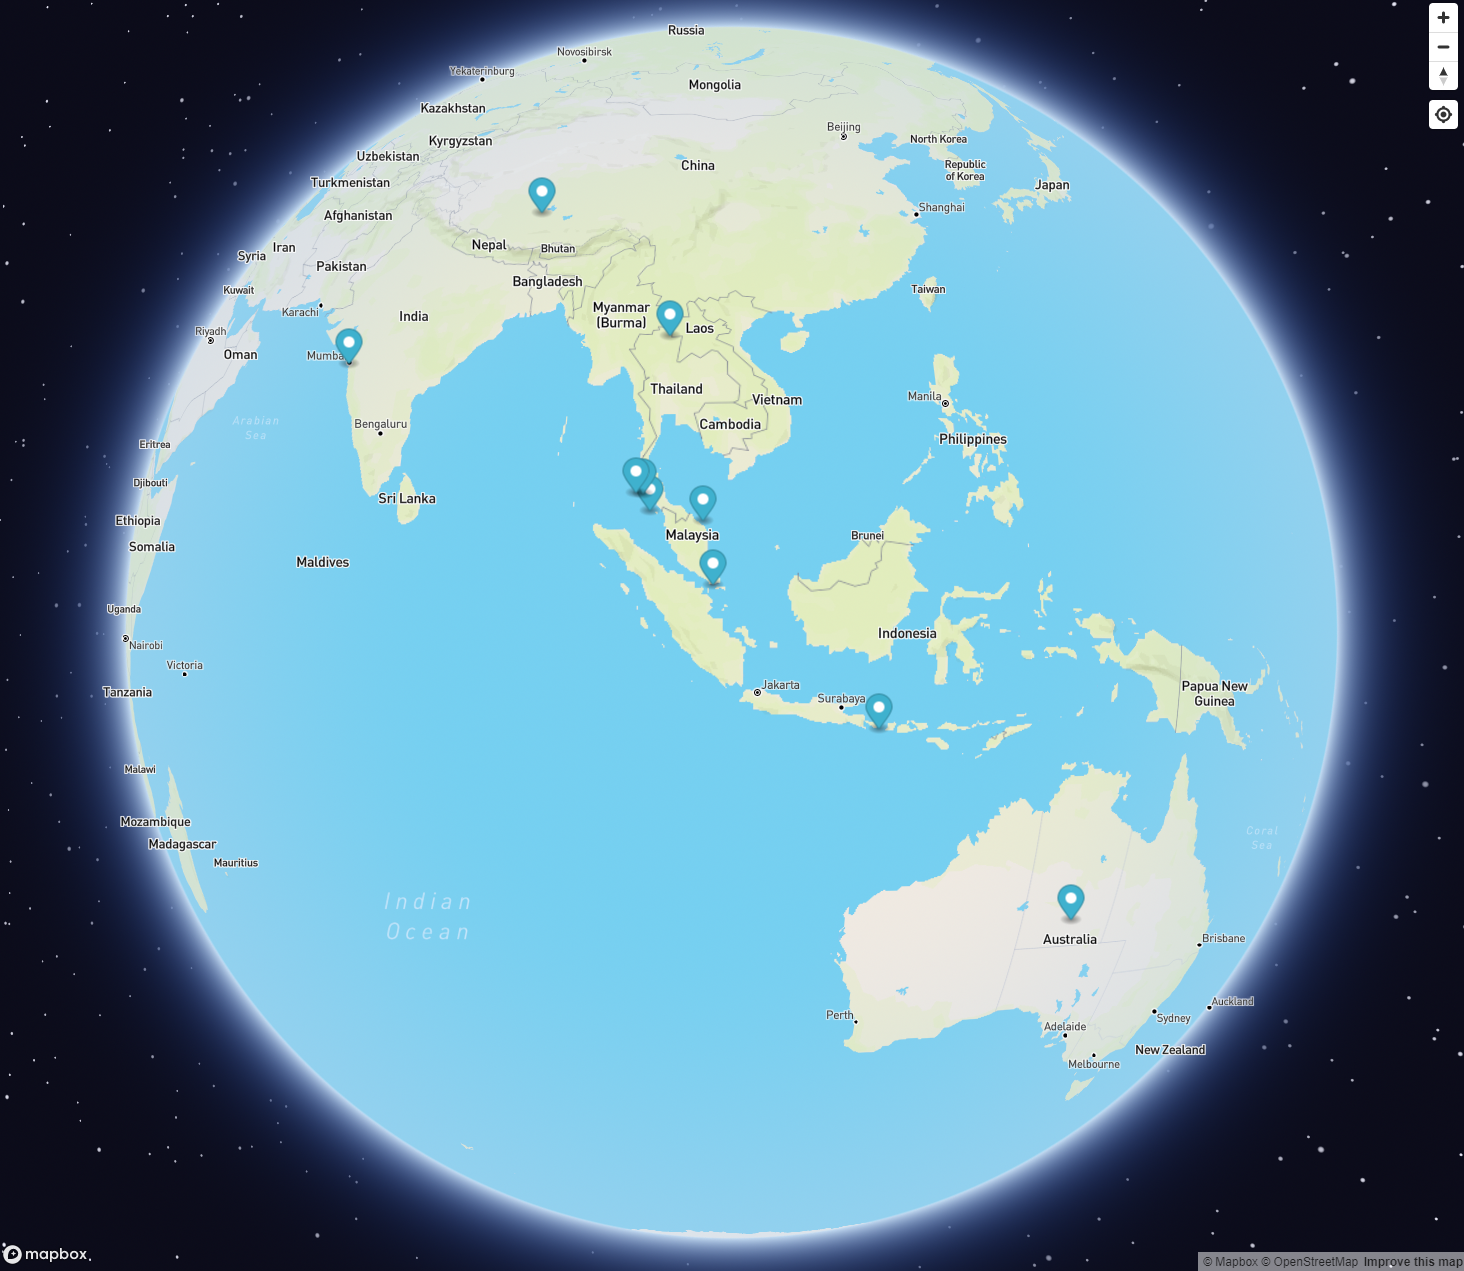 Russia
Novosibirsk
Yekaterinburg
Mongolia
Kazakhstan
Beijing
North Korea
Kyrgyzstan
Uzbekistan
China
Republic
of Korea
Turkmenistan
Japan
Afghanistan
Shanghai
Nepal
Bhutan
Iran
Syria
Pakistan
Bangladesh
Kuwait
Taiwan
Karachi
India
Myanmar
(Burma)
Laos
Riyadh
Oman
Mumba
Thailand
Vietnam
Manila
Arabian
Sea
Bengaluru
Cambodia
Philippines
Eritrea
Djibouti
Sri Lanka
Ethiopia
Somalia
Malaysia
Brunei
Maldives
Uganda
Nairobi
Indonesia
Victoria
Tanzania
Jakarta
Surabaya
Papua New
Guinea
Malawi
Mozambique
Madagascar
Mauritius
Coral
Sea
Indian
Ocean
Australia
Brisbane
Perth
Auckland
Adelaide
Sydney
Melbourne
New Zealand
mapbox
© Mapbox © OpenStreetMap Improve this map